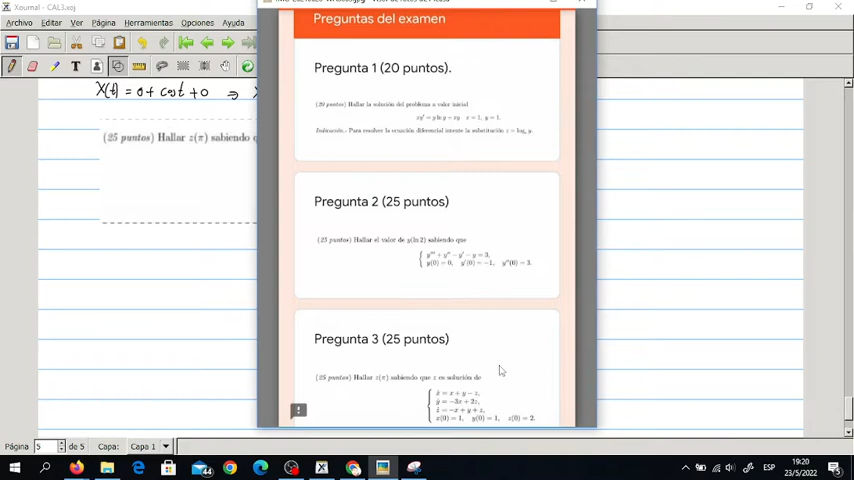 Xournal - CAL3.xoj
Archivo Editar Ver Página Herramientas Opciones Ayuda
X(t) = 0 + cos t + 0 ⇒
(25 puntos) Hallar z(π) sabiendo q
Preguntas del examen
Pregunta 1 (20 puntos).
(20 puntos) Hallar la solución del problema a valor inicial
xy' = y ln y + xy x = 1, y = 1.
Indicación.- Para resolver la ecuación diferencial intente la substitución z = logₑ y.
Pregunta 2 (25 puntos)
(25 puntos) Hallar el valor de y(ln 2) sabiendo que
y''' + y'' − y' − y = 3,
y(0) = 0, y'(0) = −1, y''(0) = 3.
Pregunta 3 (25 puntos)
(25 puntos) Hallar z(π) sabiendo que z es solución de
ẋ = x + y − z,
ẏ = −3x + 2z,
ż = −x + y + z,
x(0) = 1, y(0) = 1, z(0) = 2.
Página 5 de 5 Capa: Capa 1
44
ESP
19:20
23/5/2022
5